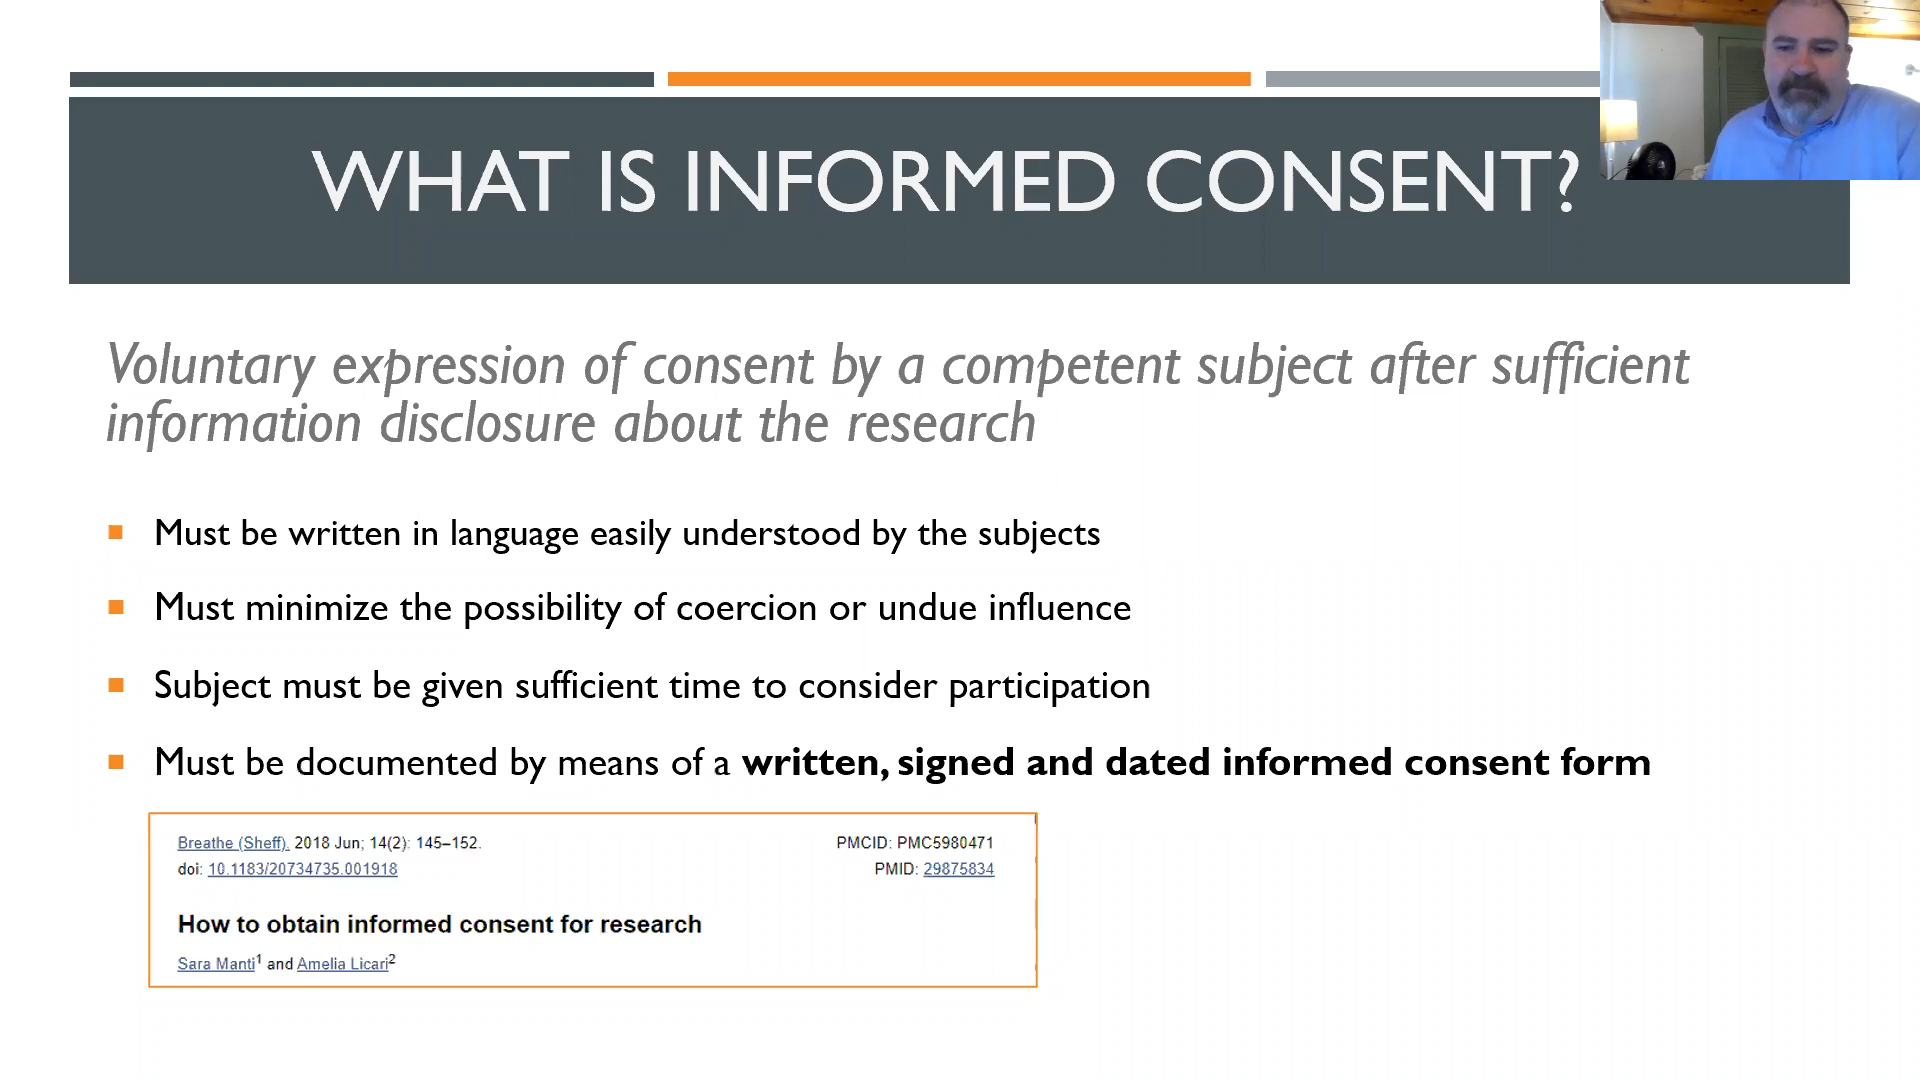 WHAT IS INFORMED CONSENT?
Voluntary expression of consent by a competent subject after sufficient
information disclosure about the research
Must be written in language easily understood by the subjects
Must minimize the possibility of coercion or undue influence
Subject must be given sufficient time to consider participation
Must be documented by means of a written, signed and dated informed consent form
Breathe (Sheff). 2018 Jun; 14(2): 145–152.
PMCID: PMC5980471
doi: 10.1183/20734735.001918
PMID: 29875834
How to obtain informed consent for research
Sara Manti1 and Amelia Licari2